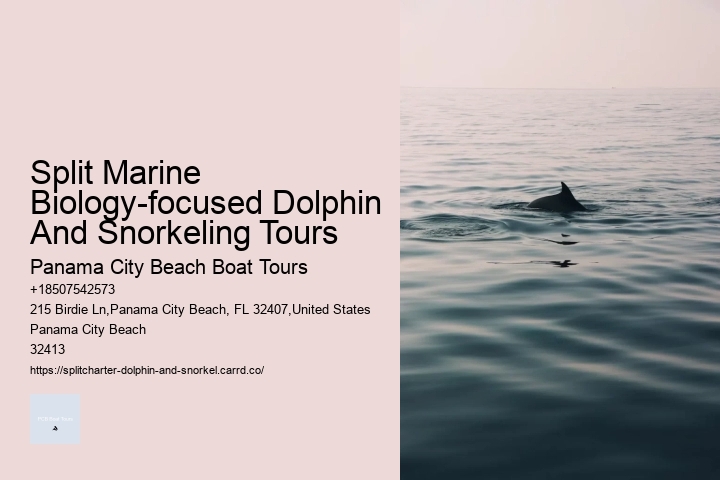 Split Marine
Biology-focused Dolphin
And Snorkeling Tours
Panama City Beach Boat Tours
+18507542573
215 Birdie Ln,Panama City Beach, FL 32407,United States
Panama City Beach
32413
https://splitcharter-dolphin-and-snorkel.carrd.co/